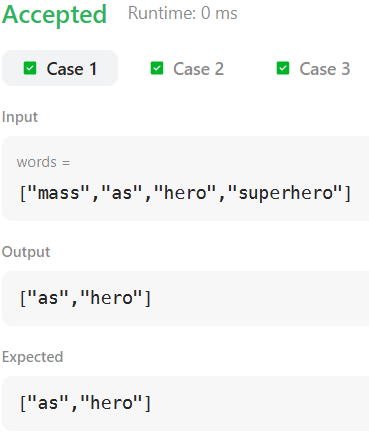 Accepted Runtime: 0 ms
Case 1 Case 2 Case 3
Input
words =
["mass","as","hero","superhero"]
Output
["as","hero"]
Expected
["as","hero"]